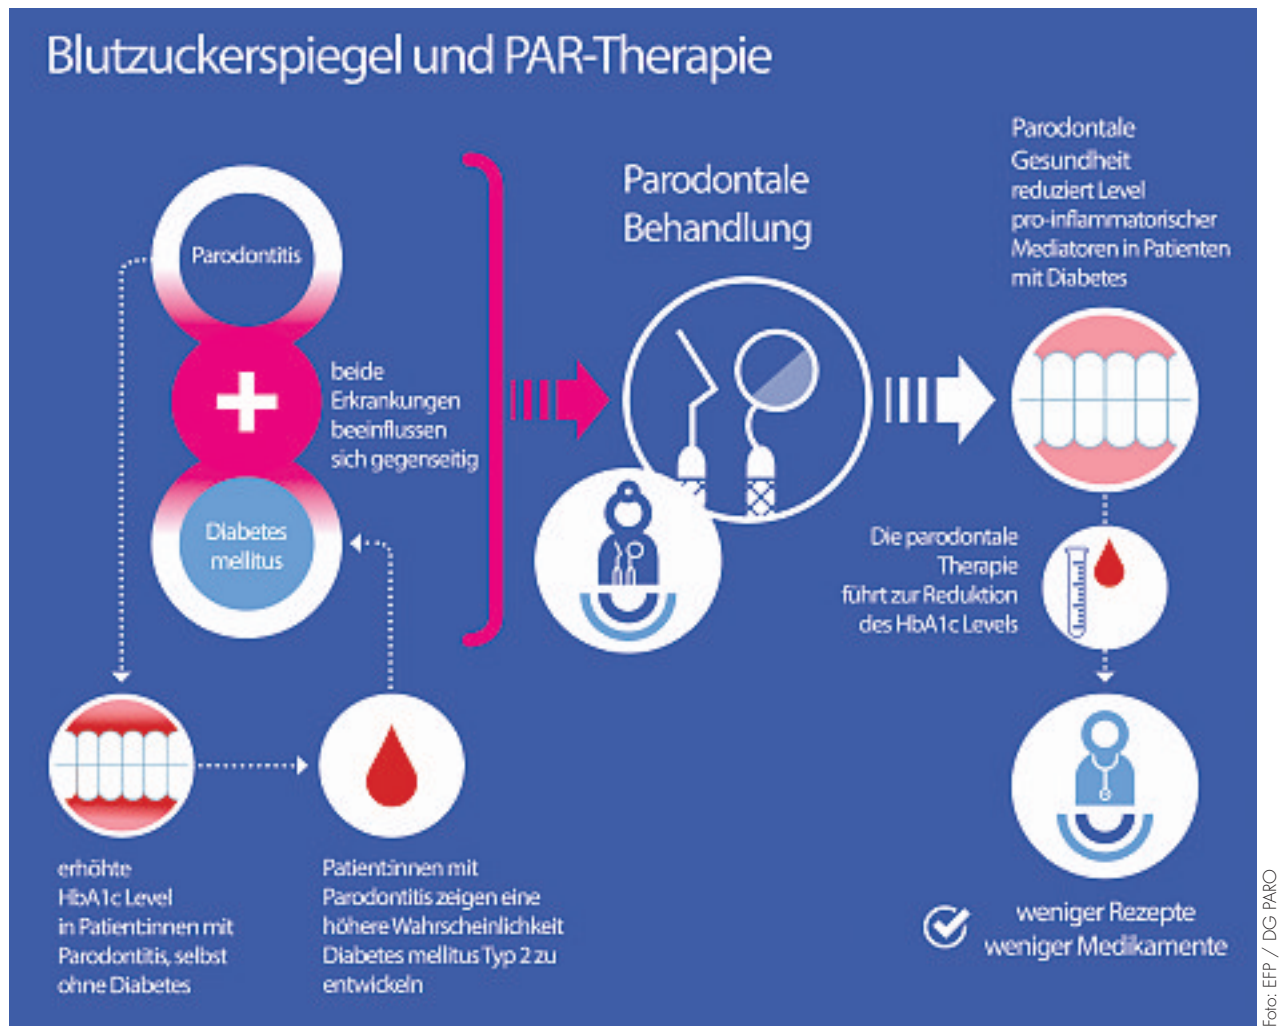 Blutzuckerspiegel und PAR-Therapie
Parodontitis
beide
Erkrankungen
beeinflussen
sich gegenseitig
Diabetes
mellitus
erhöhte
HbA1c Level
in Patient:innen mit
Parodontitis, selbst
ohne Diabetes
Patient:innen mit
Parodontitis zeigen eine
höhere Wahrscheinlichkeit
Diabetes mellitus Typ 2 zu
entwickeln
Parodontale
Behandlung
Parodontale
Gesundheit
reduziert Level
pro-inflammatorischer
Mediatoren in Patienten
mit Diabetes
Die parodontale
Therapie
führt zur Reduktion
des HbA1c Levels
weniger Rezepte
weniger Medikamente
Foto: EFP / DG PARO